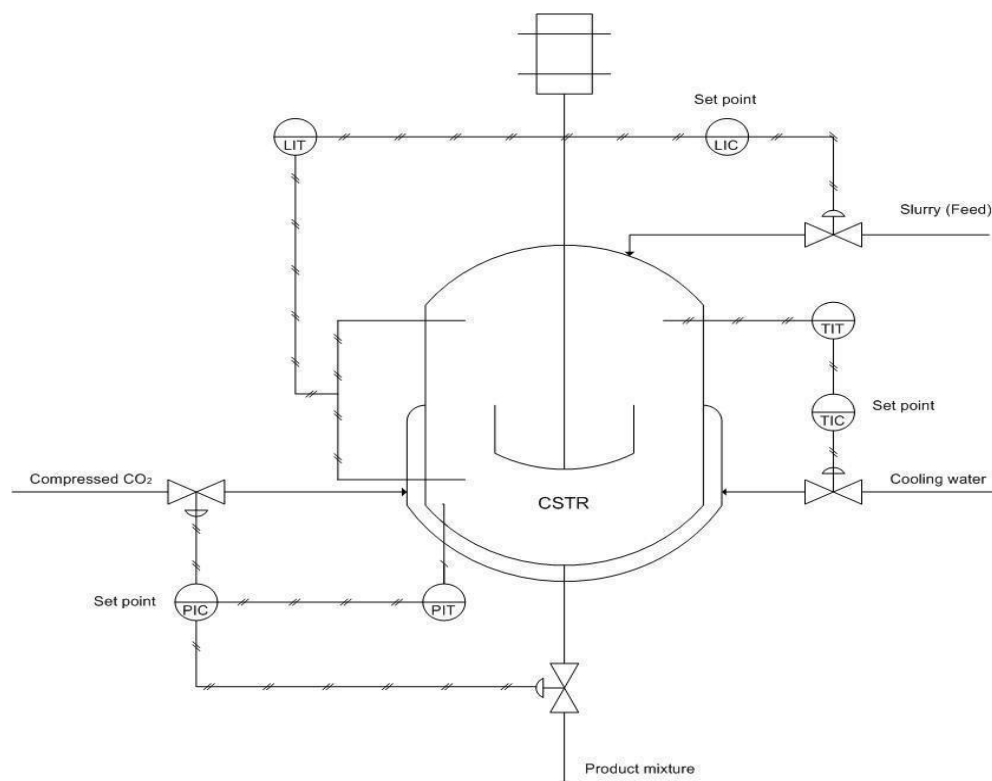 Set point
LIT
LIC
Slurry (Feed)
TIT
TIC
Set point
Compressed CO₂
Cooling water
CSTR
Set point
PIC
PIT
Product mixture